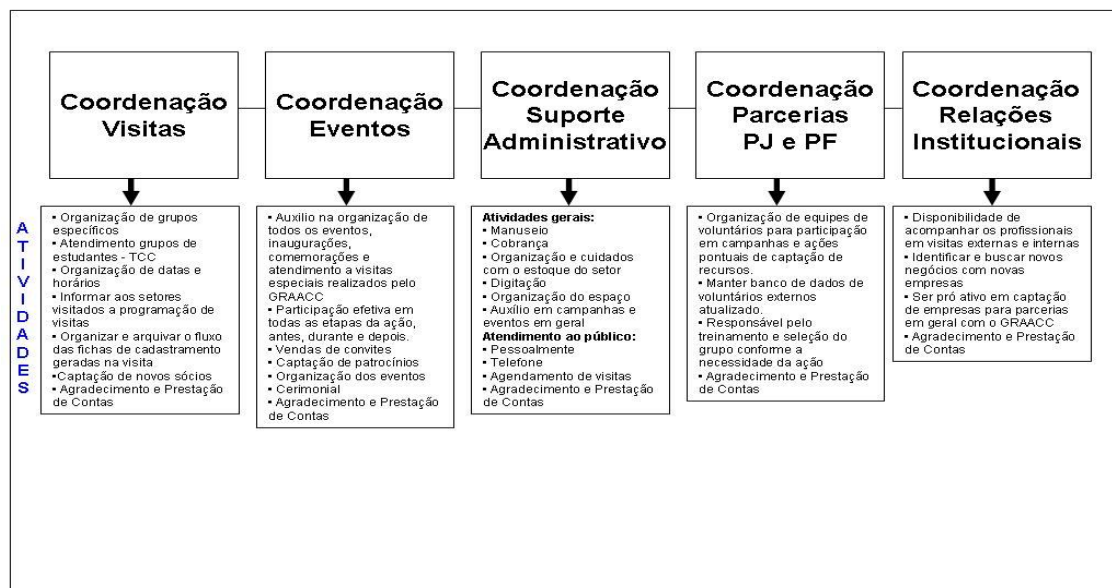 Coordenação
Visitas
Coordenação
Eventos
Coordenação
Suporte
Administrativo
Coordenação
Parcerias
PJ e PF
Coordenação
Relações
Institucionais
ATIVIDADES
▪ Organização de grupos
específicos
▪ Atendimento grupos de
estudantes - TCC
▪ Organização de datas e
horários
▪ Informar aos setores
visitados a programação de
visitas
▪ Organizar e arquivar o fluxo
das fichas de cadastramento
geradas na visita
▪Captação de novos sócios
▪ Agradecimento e Prestação
de Contas
▪ Auxilio na organização de
todos os eventos,
inaugurações,
comemorações e
atendimento a visitas
especiais realizados pelo
GRAACC
▪ Participação efetiva em
todas as etapas da ação,
antes, durante e depois.
▪ Vendas de convites
▪ Captação de patrocínios
▪ Organização dos eventos
▪ Cerimonial
▪ Agradecimento e Prestação
de Contas
Atividades gerais:
▪ Manuseio
▪ Cobrança
▪ Organização e cuidados
com o estoque do setor
▪ Digitação
▪ Organização do espaço
▪ Auxílio em campanhas e
eventos em geral
Atendimento ao público:
▪ Pessoalmente
▪ Telefone
▪ Agendamento de visitas
▪ Agradecimento e Prestação
de Contas
▪ Organização de equipes de
voluntários para participação
em campanhas e ações
pontuais de captação de
recursos.
▪ Manter banco de dados de
voluntários externos
atualizado.
▪ Responsável pelo
treinamento e seleção do
grupo conforme a
necessidade da ação
▪ Agradecimento e Prestação
de Contas
▪ Disponibilidade de
acompanhar os profissionais
em visitas externas e internas
▪ Identificar e buscar novos
negócios com novas
empresas
▪ Ser pró ativo em captação
de empresas para parcerias
em geral com o GRAACC
▪ Agradecimento e Prestação
de Contas